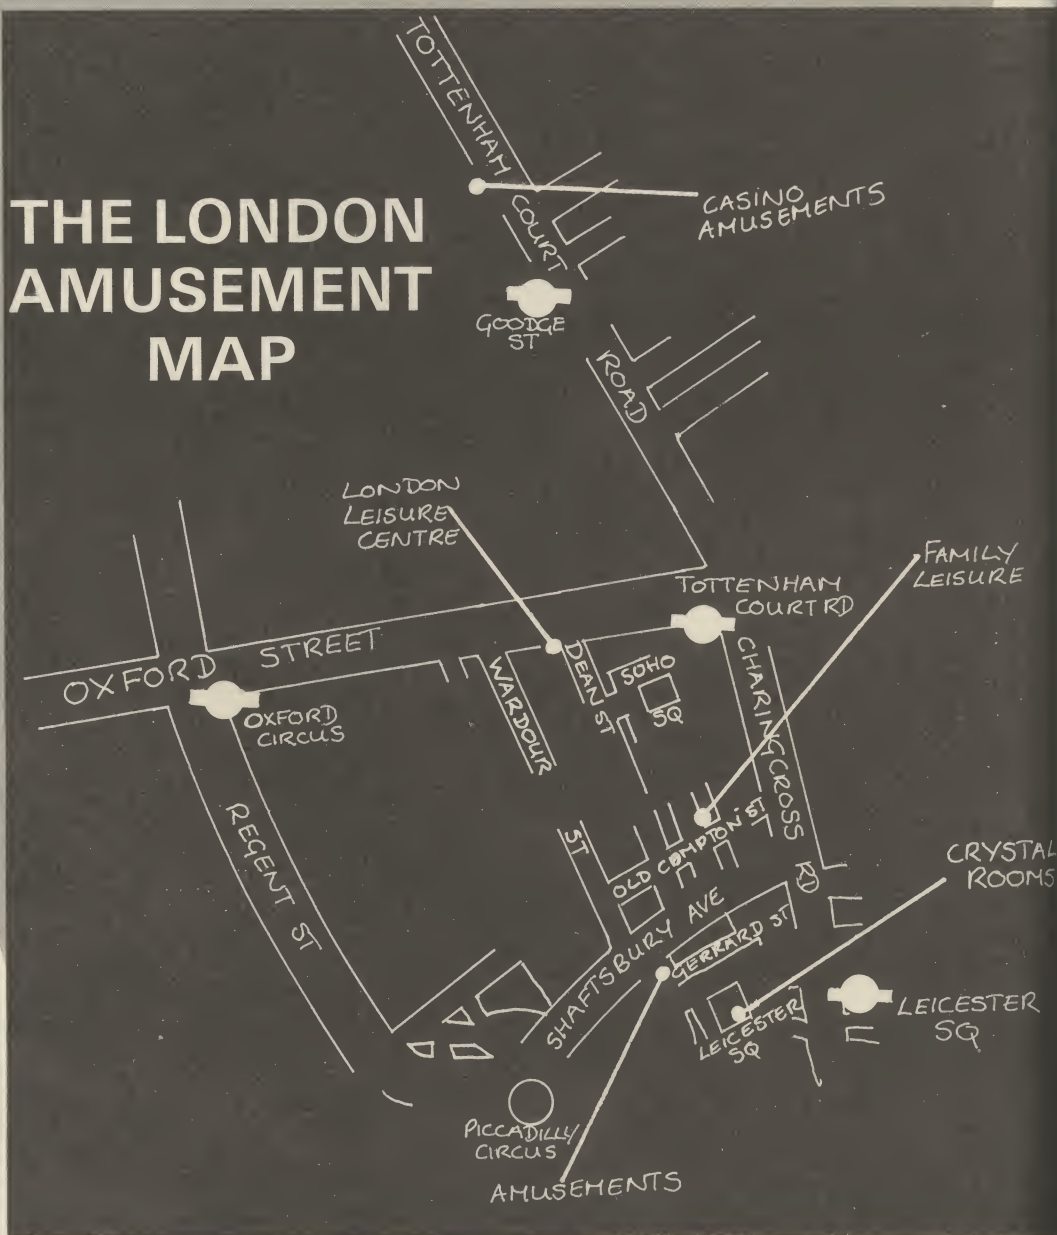 THE LONDON
AMUSEMENT
MAP
TOTTENHAM
COURT
ROAD
CASINO
AMUSEMENTS
GOODGE
ST
LONDON
LEISURE
CENTRE
FAMILY
LEISURE
TOTTENHAM
COURT RD
OXFORD STREET
OXFORD
CIRCUS
WARDOUR
ST
DEAN ST
SOHO
SQ
CHARING CROSS
RD
REGENT ST
OLD COMPTON ST
CRYSTAL
ROOMS
SHAFTSBURY AVE
GERRARD ST
LEICESTER
SQ
LEICESTER
SQ
PICCADILLY
CIRCUS
AMUSEMENTS